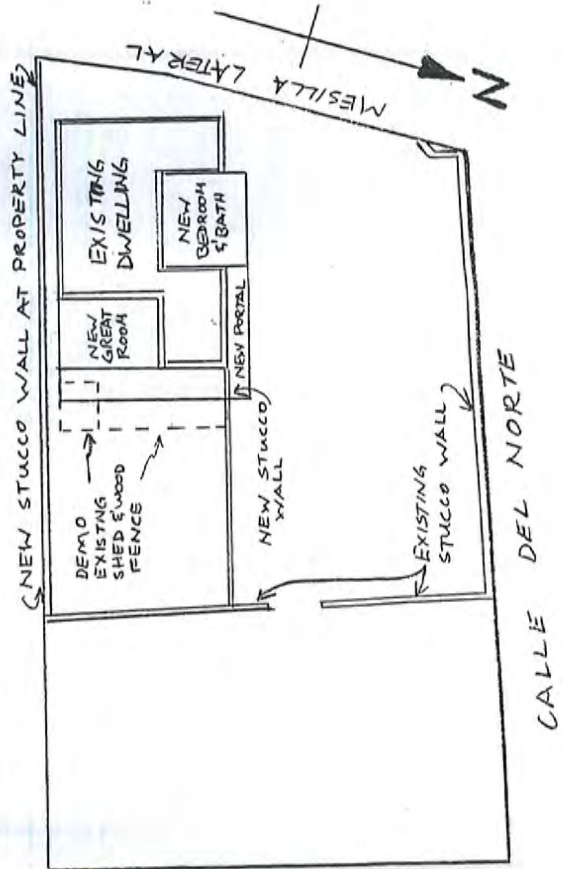 NEW STUCCO WALL AT PROPERTY LINE
MESILLA LATERAL
N
EXISTING
DWELLING
NEW
BEDROOM
& BATH
NEW
GREAT
ROOM
NEW PORTAL
DEMO
EXISTING
SHED & WOOD
FENCE
NEW STUCCO
WALL
EXISTING
STUCCO WALL
CALLE DEL NORTE